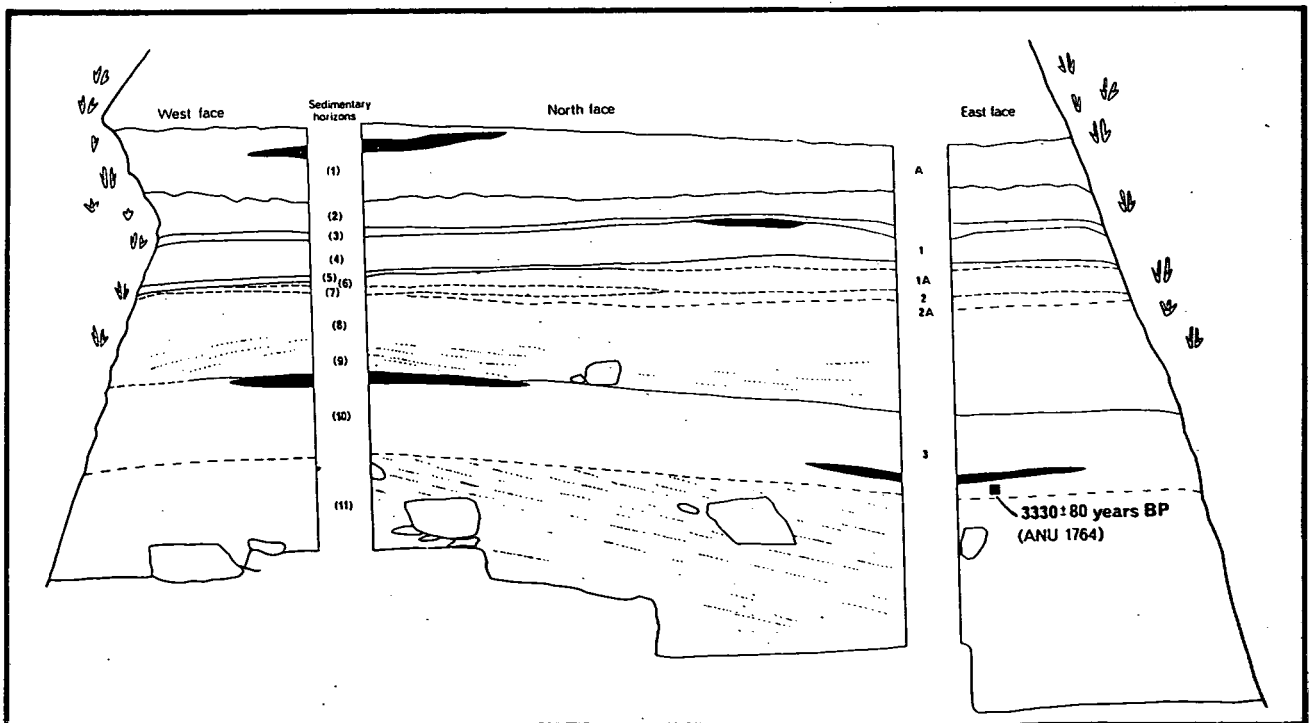 West face
Sedimentary
horizons
North face
East face
(1)
(2)
(3)
(4)
(5)
(6)
(7)
(8)
(9)
(10)
(11)
A
1
1A
2
2A
3
3330±80 years BP
(ANU 1764)